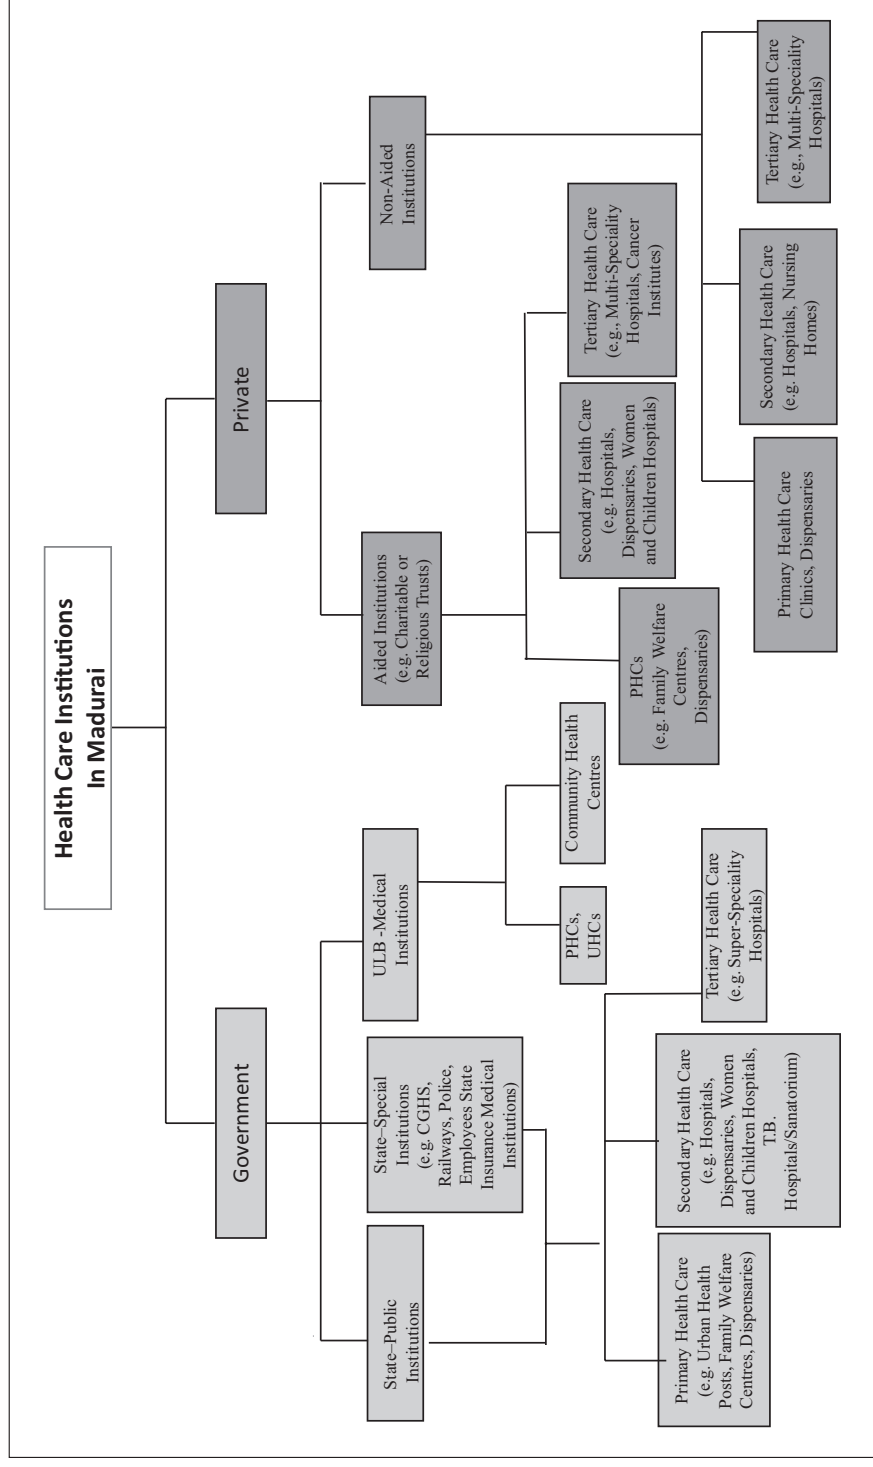 Health Care Institutions
In Madurai
Government
Private
State–Public
Institutions
State–Special
Institutions
(e.g. CGHS,
Railways, Police,
Employees State
Insurance Medical
Institutions)
ULB -Medical
Institutions
Aided Institutions
(e.g. Charitable or
Religious Trusts)
Non-Aided
Institutions
PHCs,
UHCs
Community Health
Centres
Primary Health Care
(e.g. Urban Health
Posts, Family Welfare
Centres, Dispensaries)
Secondary Health Care
(e.g. Hospitals,
Dispensaries, Women
and Children Hospitals,
T.B.
Hospitals/Sanatorium)
Tertiary Health Care
(e.g. Super-Speciality
Hospitals)
PHCs
(e.g. Family Welfare
Centres,
Dispensaries)
Secondary Health Care
(e.g. Hospitals,
Dispensaries, Women
and Children Hospitals)
Tertiary Health Care
(e.g., Multi-Speciality
Hospitals, Cancer
Institutes)
Primary Health Care
Clinics, Dispensaries
Secondary Health Care
(e.g. Hospitals, Nursing
Homes)
Tertiary Health Care
(e.g., Multi-Speciality
Hospitals)